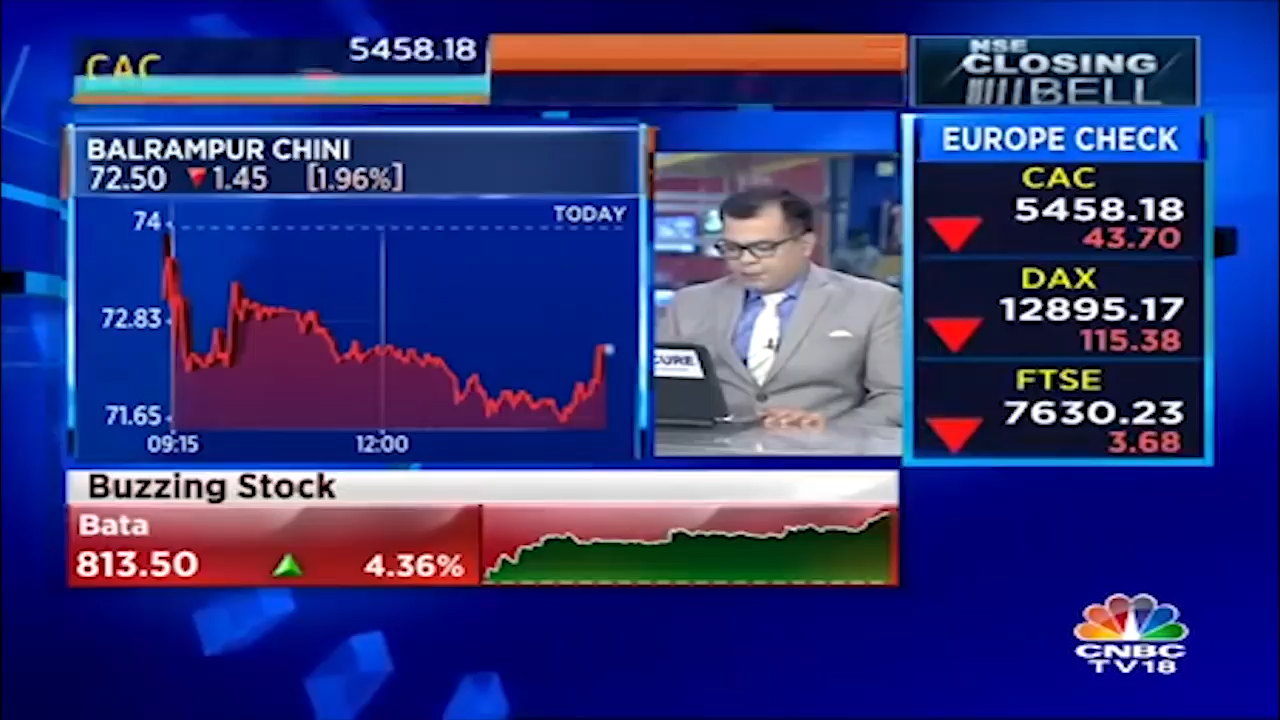 CAC
5458.18
NSE
CLOSING
BELL
BALRAMPUR CHINI
72.50 1.45 [1.96%]
TODAY
74
72.83
71.65
09:15 12:00
CURE
EUROPE CHECK
CAC
5458.18
43.70
DAX
12895.17
115.38
FTSE
7630.23
3.68
Buzzing Stock
Bata
813.50 4.36%
CNBC
TV18